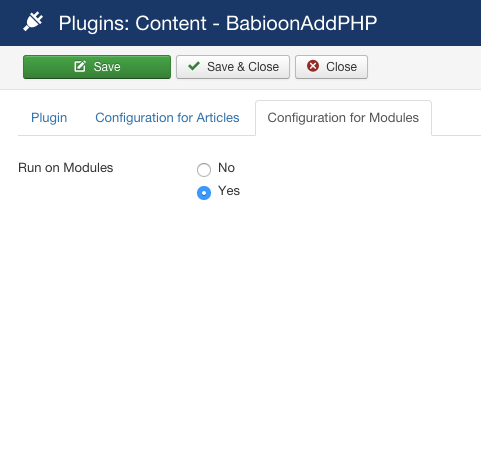 Plugins: Content - BabioonAddPHP
Save
Save & Close
Close
Plugin
Configuration for Articles
Configuration for Modules
Run on Modules
No
Yes